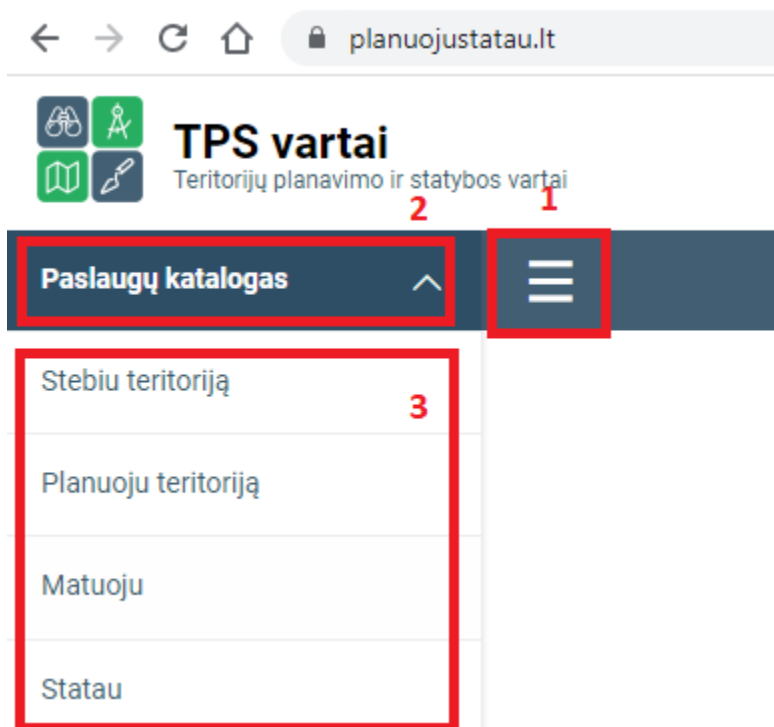 planuojustatau.lt
TPS vartai
Teritorijų planavimo ir statybos vartai
2
1
Paslaugų katalogas
Stebiu teritoriją
3
Planuoju teritoriją
Matuoju
Statau